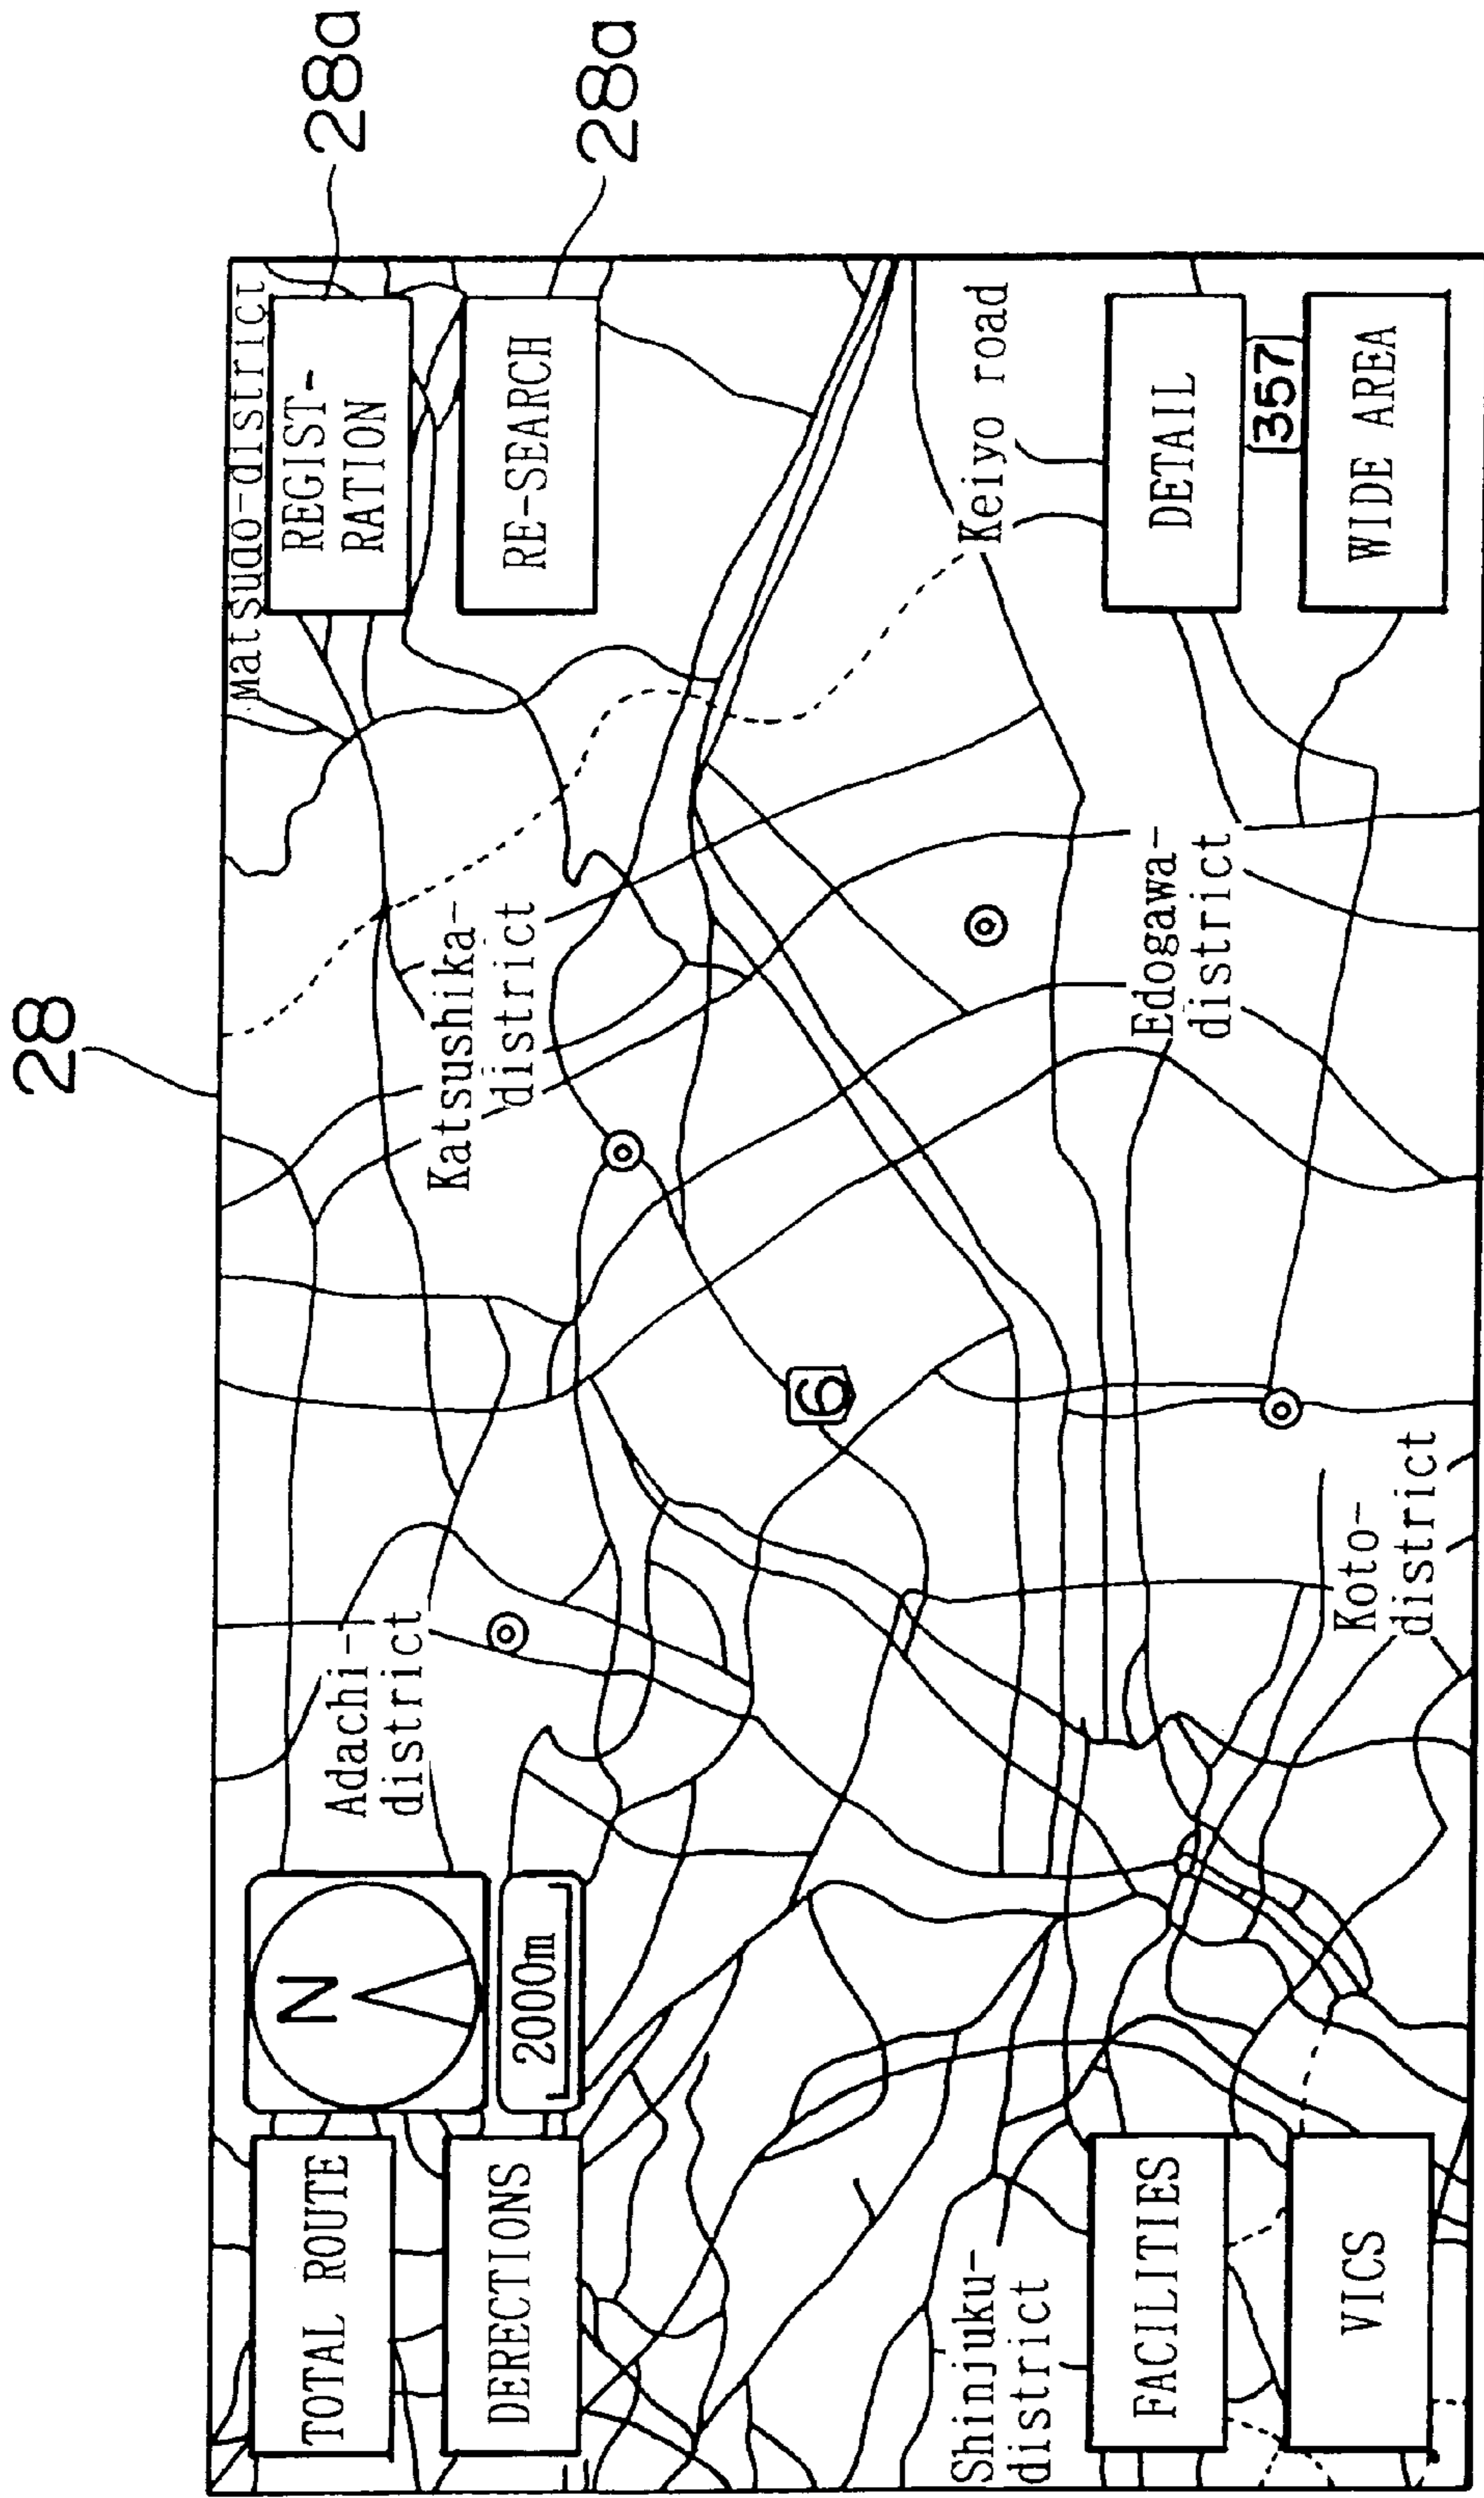 28
28a
28a
TOTAL ROUTE
DERECTIONS
N
2000m
Adachi-
district
Katsushika-
district
Matsuo-district
REGIST-
RATION
RE-SEARCH
6
Keiyo road
Shinjuku-
district
FACILITIES
VICS
Koto-
district
Edogawa-
district
DETAIL
357
WIDE AREA